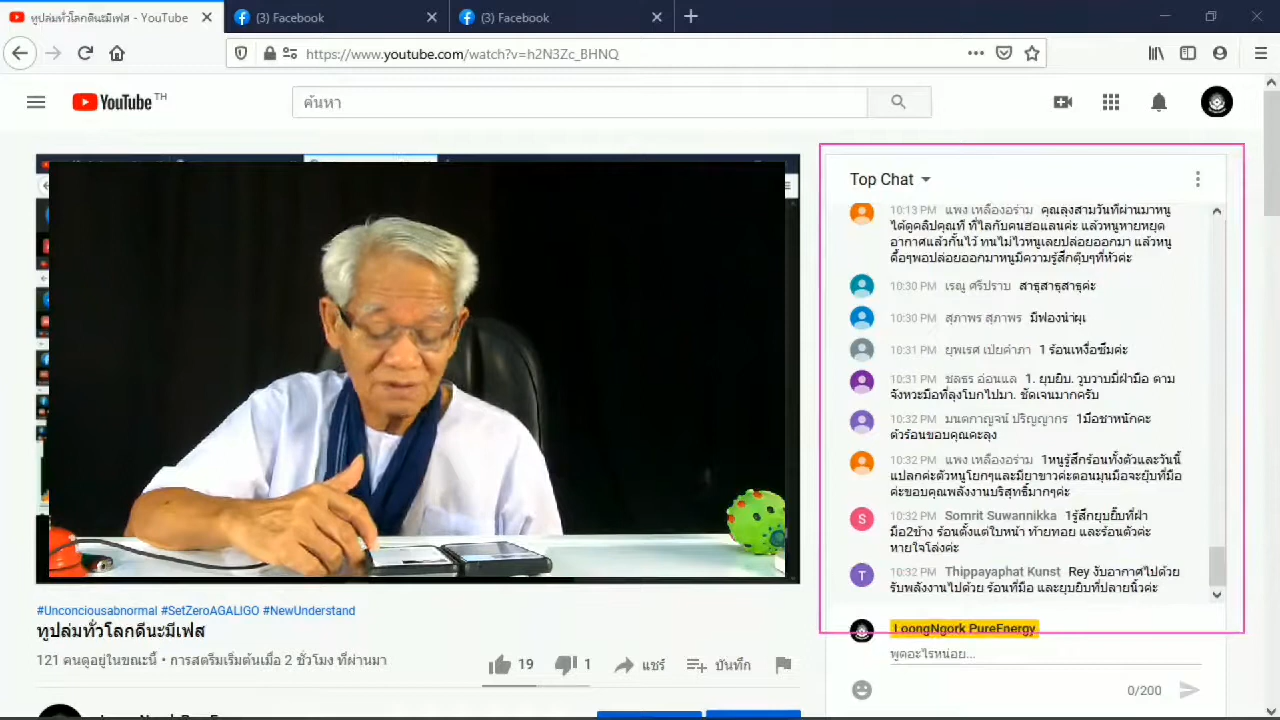 ทูปล่มทั่วโลกดีนะมีเฟส - YouTube
(3) Facebook
(3) Facebook
https://www.youtube.com/watch?v=h2N3Zc_BHNQ
YouTube TH
ค้นหา
Top Chat
10:13 PM แพง เหลืองอร่าม คุณลุงสามวันที่ผ่านมาหนู
ได้ดูคลิปคุณที ที่ไลกับคนฮอแลนค่ะ แล้วหนูหายหยุด
อากาศแล้วกั้นไว้ ทนไม่ไวหนูเลยปล่อยออกมา แล้วหนู
ดื้อๆพอปล่อยออกมาหนูมีความรู้สึกตุ๊บๆที่หัวค่ะ
10:30 PM เรณู ศรีปราบ สาธุสาธุสาธุค่ะ
10:30 PM สุภาพร สุภาพร มีฟองน้ำผุเ
10:31 PM ยุพเรศ เปียคำภา 1 ร้อนเหงื่อซึมค่ะ
10:31 PM ชลธร อ่อนแล 1. ยุบยิบ. วูบวาบมี่ฝ่ามือ ตาม
จังหวะมือที่ลุงโบกไปมา. ชัดเจนมากครับ
10:32 PM มนตกาญจน์ ปริญญากร 1มือชาหนักคะ
ตัวร้อนขอบคุณคะลุง
10:32 PM แพง เหลืองอร่าม 1หนูรู้สึกร้อนทั้งตัวและวันนี้
แปลกค่ะตัวหนูโยกๆและมียาขาวค่ะตอนมุนมือจะยุ๊บที่มือ
ค่ะขอบคุณพลังงานบริสุทธิ์มากๆค่ะ
10:32 PM Somrit Suwannikka 1รู้สึกยุบยิ๊บที่ฝ่า
มือ2ข้าง ร้อนตั้งแต่ใบหน้า ท้ายทอย และร้อนตัวค่ะ
หายใจโล่งค่ะ
10:32 PM Thippayaphat Kunst Rey งับอากาศไปด้วย
รับพลังงานไปด้วย ร้อนที่มือ และยุบยิบที่ปลายนิ้วค่ะ
LoongNgork PureEnergy
พูดอะไรหน่อย...
0/200
#Unconciousabnormal #SetZeroAGALIGO #NewUnderstand
ทูปล่มทั่วโลกดีนะมีเฟส
121 คนดูอยู่ในขณะนี้ • การสตรีมเริ่มต้นเมื่อ 2 ชั่วโมง ที่ผ่านมา
19 1 แชร์ บันทึก